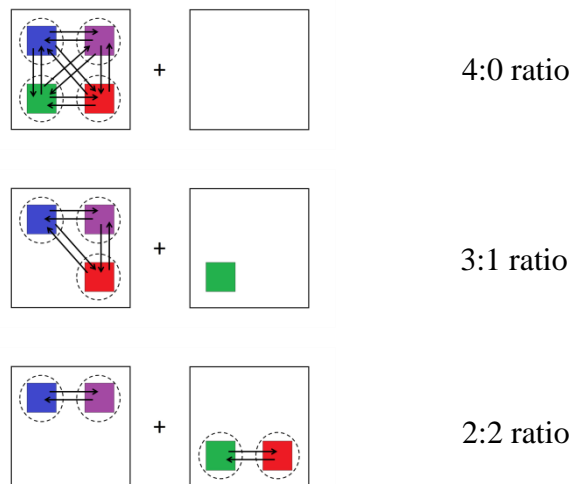 +
4:0 ratio
+
3:1 ratio
+
2:2 ratio